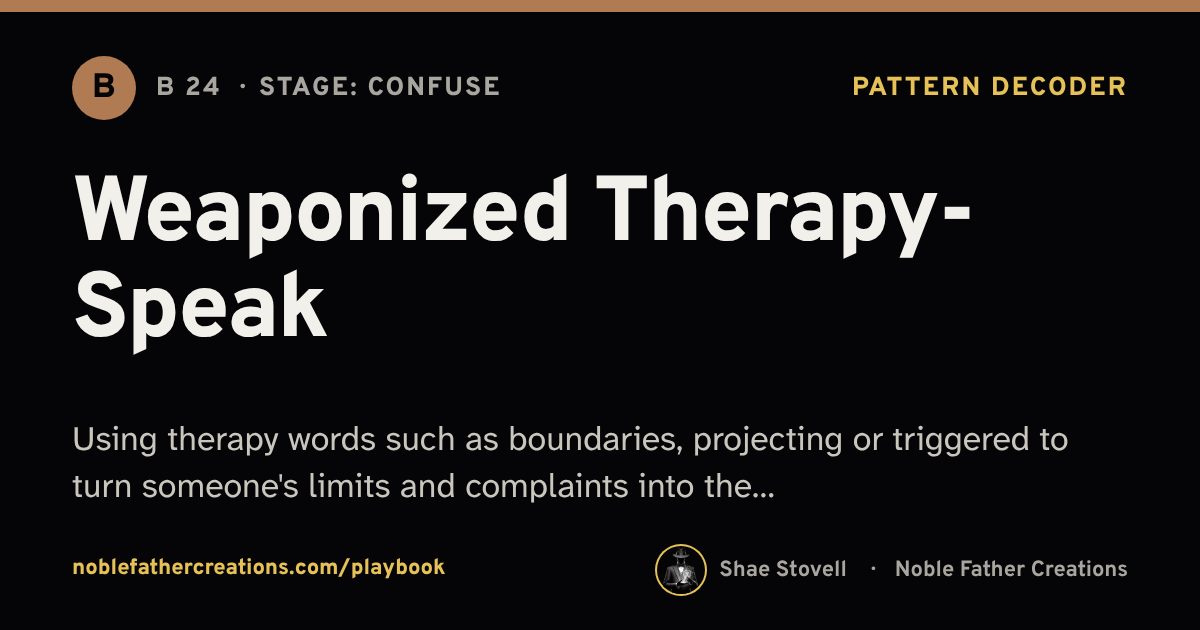 B
B 24 · STAGE: CONFUSE
PATTERN DECODER
Weaponized Therapy-
Speak
Using therapy words such as boundaries, projecting or triggered to
turn someone's limits and complaints into the...
noblefathercreations.com/playbook
Shae Stovell · Noble Father Creations